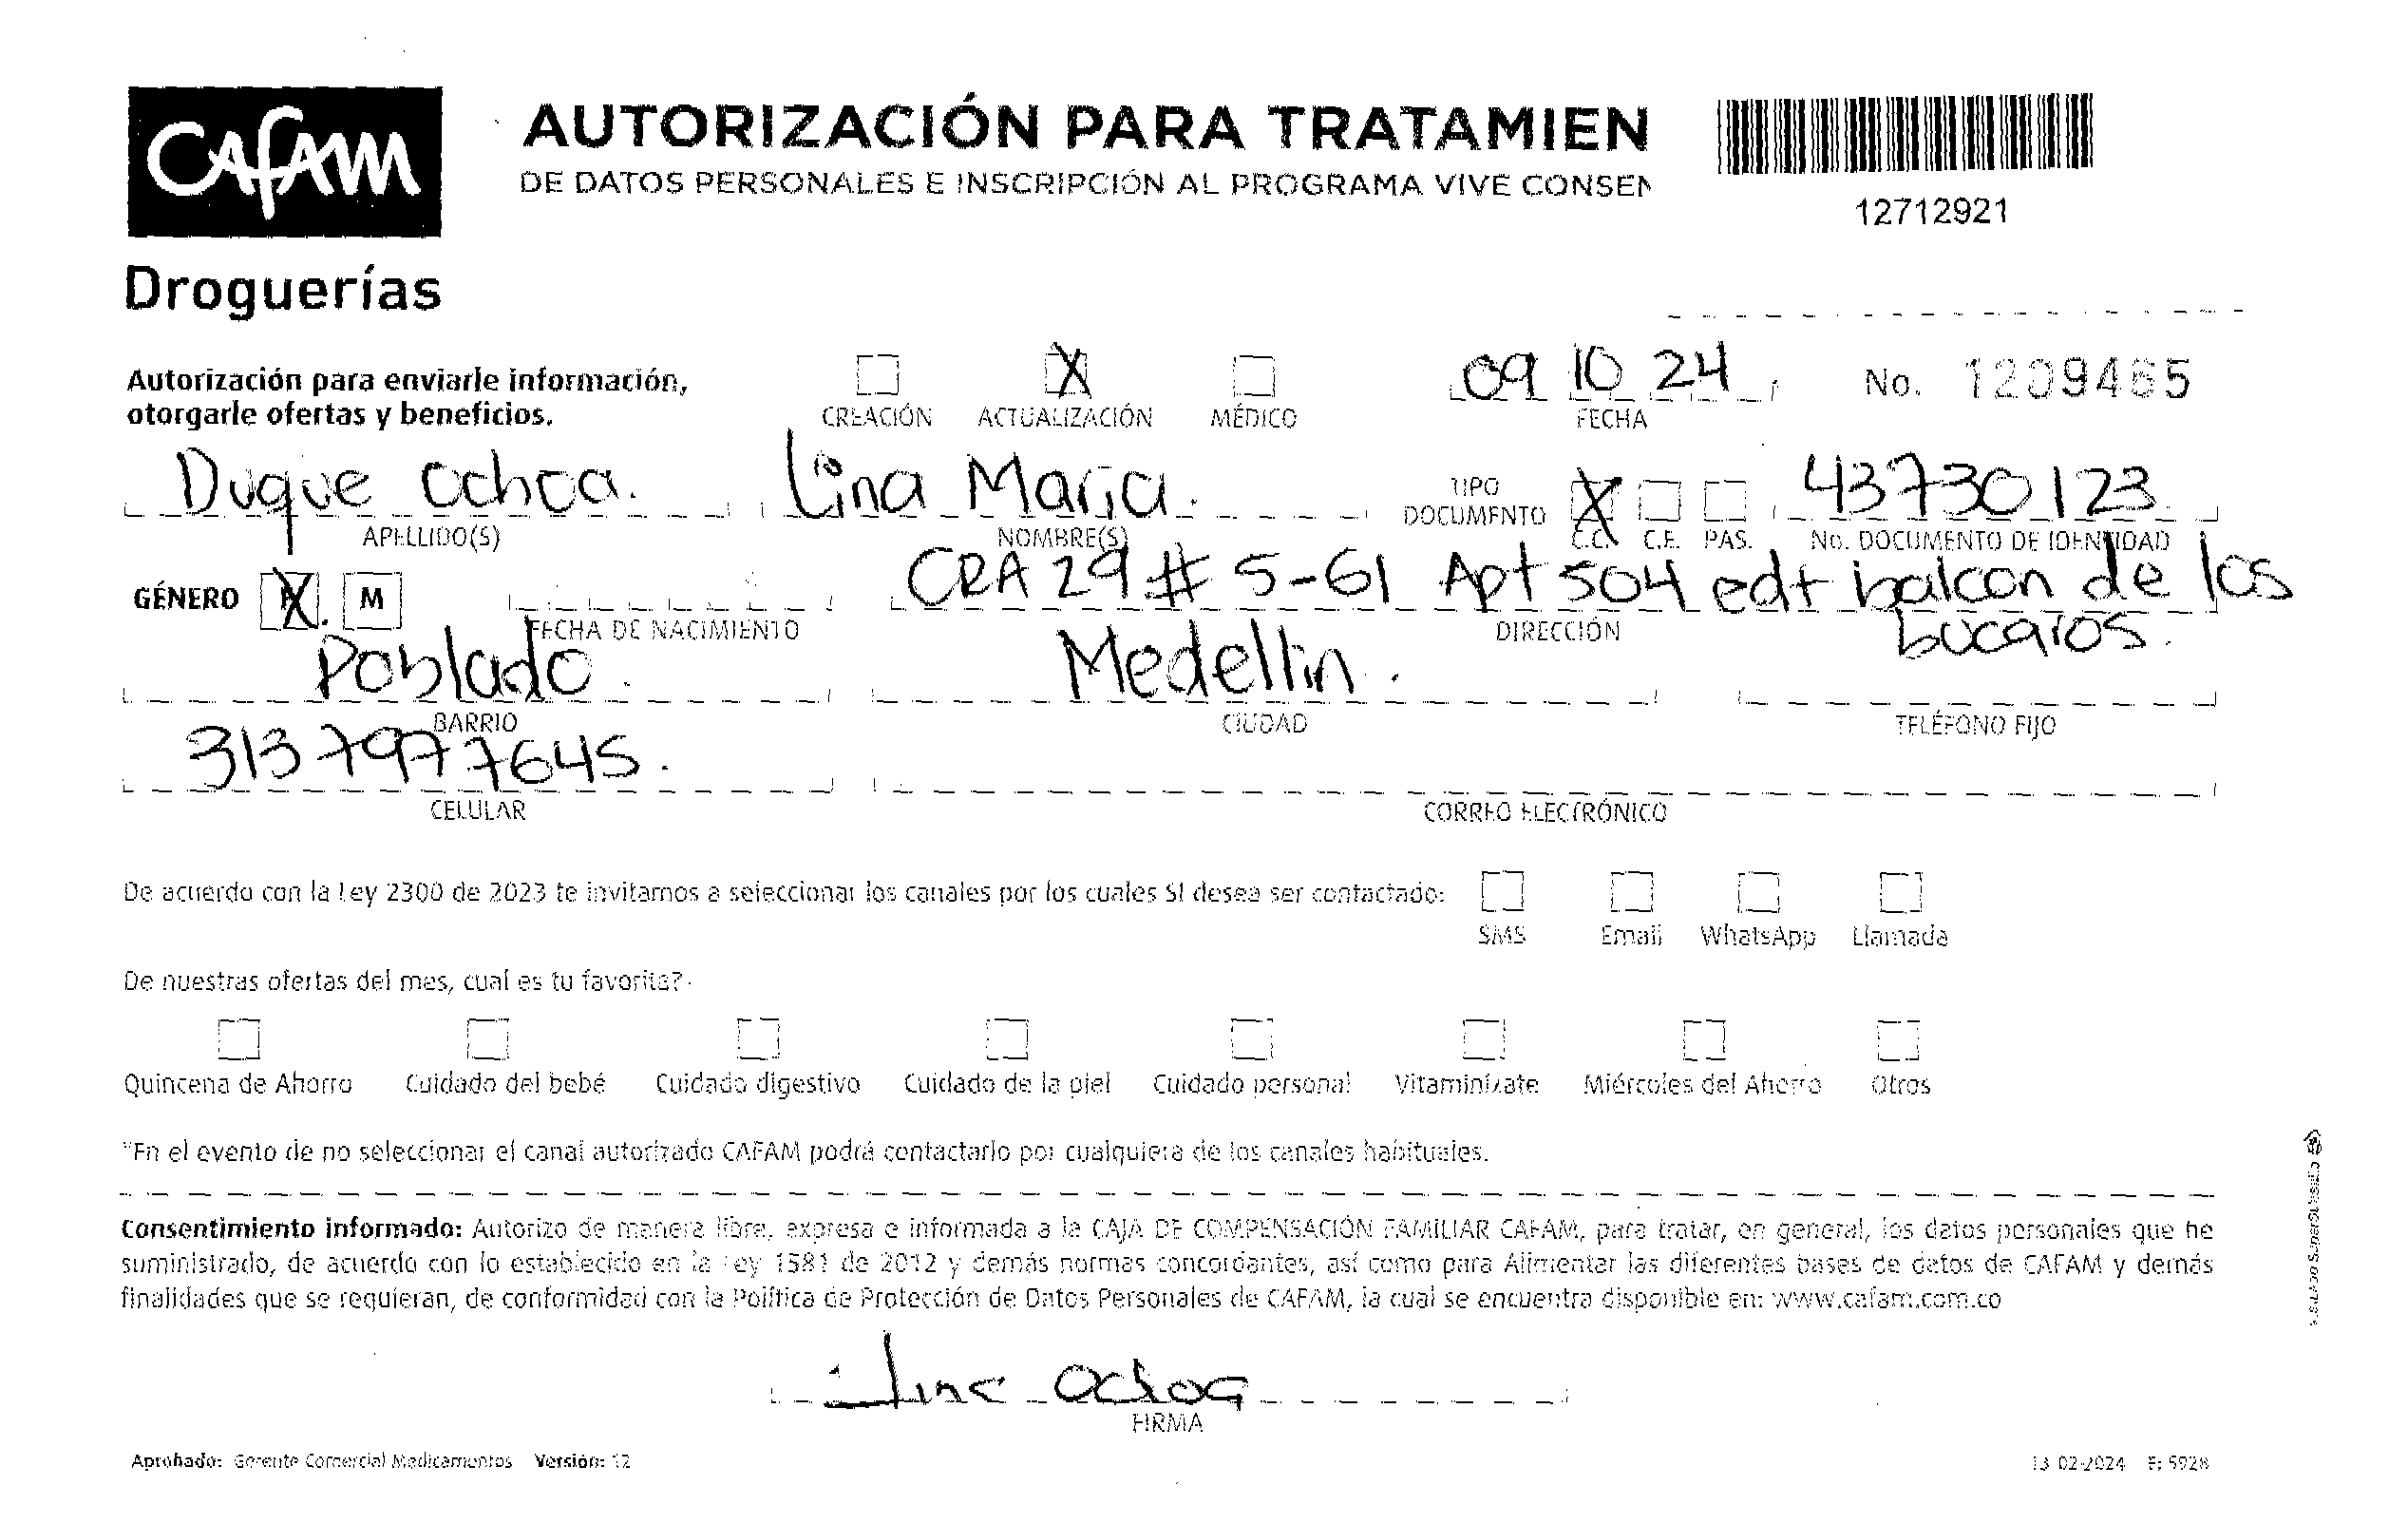 CAFAM
Droguerías
AUTORIZACIÓN PARA TRATAMIEN
DE DATOS PERSONALES E INSCRIPCIÓN AL PROGRAMA VIVE CONSEN
12712921
Autorización para enviarle información,
otorgarle ofertas y beneficios.
CREACIÓN X ACTUALIZACIÓN MÉDICO
09 10 24
FECHA
No. 1209465
Duque Ochoa.
APELLIDO(S)
Lina Maria.
NOMBRE(S)
TIPO
DOCUMENTO
X C.C. C.E. PAS.
43730123
No. DOCUMENTO DE IDENTIDAD
GÉNERO X M
FECHA DE NACIMIENTO
CRA 29 # 5-61 Apt 504 edt balcon de los
bucaros.
DIRECCIÓN
Poblado.
BARRIO
Medellin.
CIUDAD
TELÉFONO FIJO
3137977645.
CELULAR
CORREO ELECTRÓNICO
De acuerdo con la Ley 2300 de 2023 te invitamos a seleccionar los canales por los cuales SI desea ser contactado:
SMS Email WhatsApp Llamada
De nuestras ofertas del mes, cual es tu favorita?
Quincena de Ahorro Cuidado del bebé Cuidado digestivo Cuidado de la piel Cuidado personal Vitaminízate Miércoles del Ahorro Otros
*En el evento de no seleccionar el canal autorizado CAFAM podrá contactarlo por cualquiera de los canales habituales.
Consentimiento informado: Autorizo de manera libre, expresa e informada a la CAJA DE COMPENSACIÓN FAMILIAR CAFAM, para tratar, en general, los datos personales que he
suministrado, de acuerdo con lo establecido en la Ley 1581 de 2012 y demás normas concordantes, así como para Alimentar las diferentes bases de datos de CAFAM y demás
finalidades que se requieran, de conformidad con la Política de Protección de Datos Personales de CAFAM, la cual se encuentra disponible en: www.cafam.com.co
Lina Ochoa
FIRMA
Aprobado: Gerente Comercial Medicamentos Versión: 12
13-02-2024 F: 5928
VIGILADO SuperSubsidio